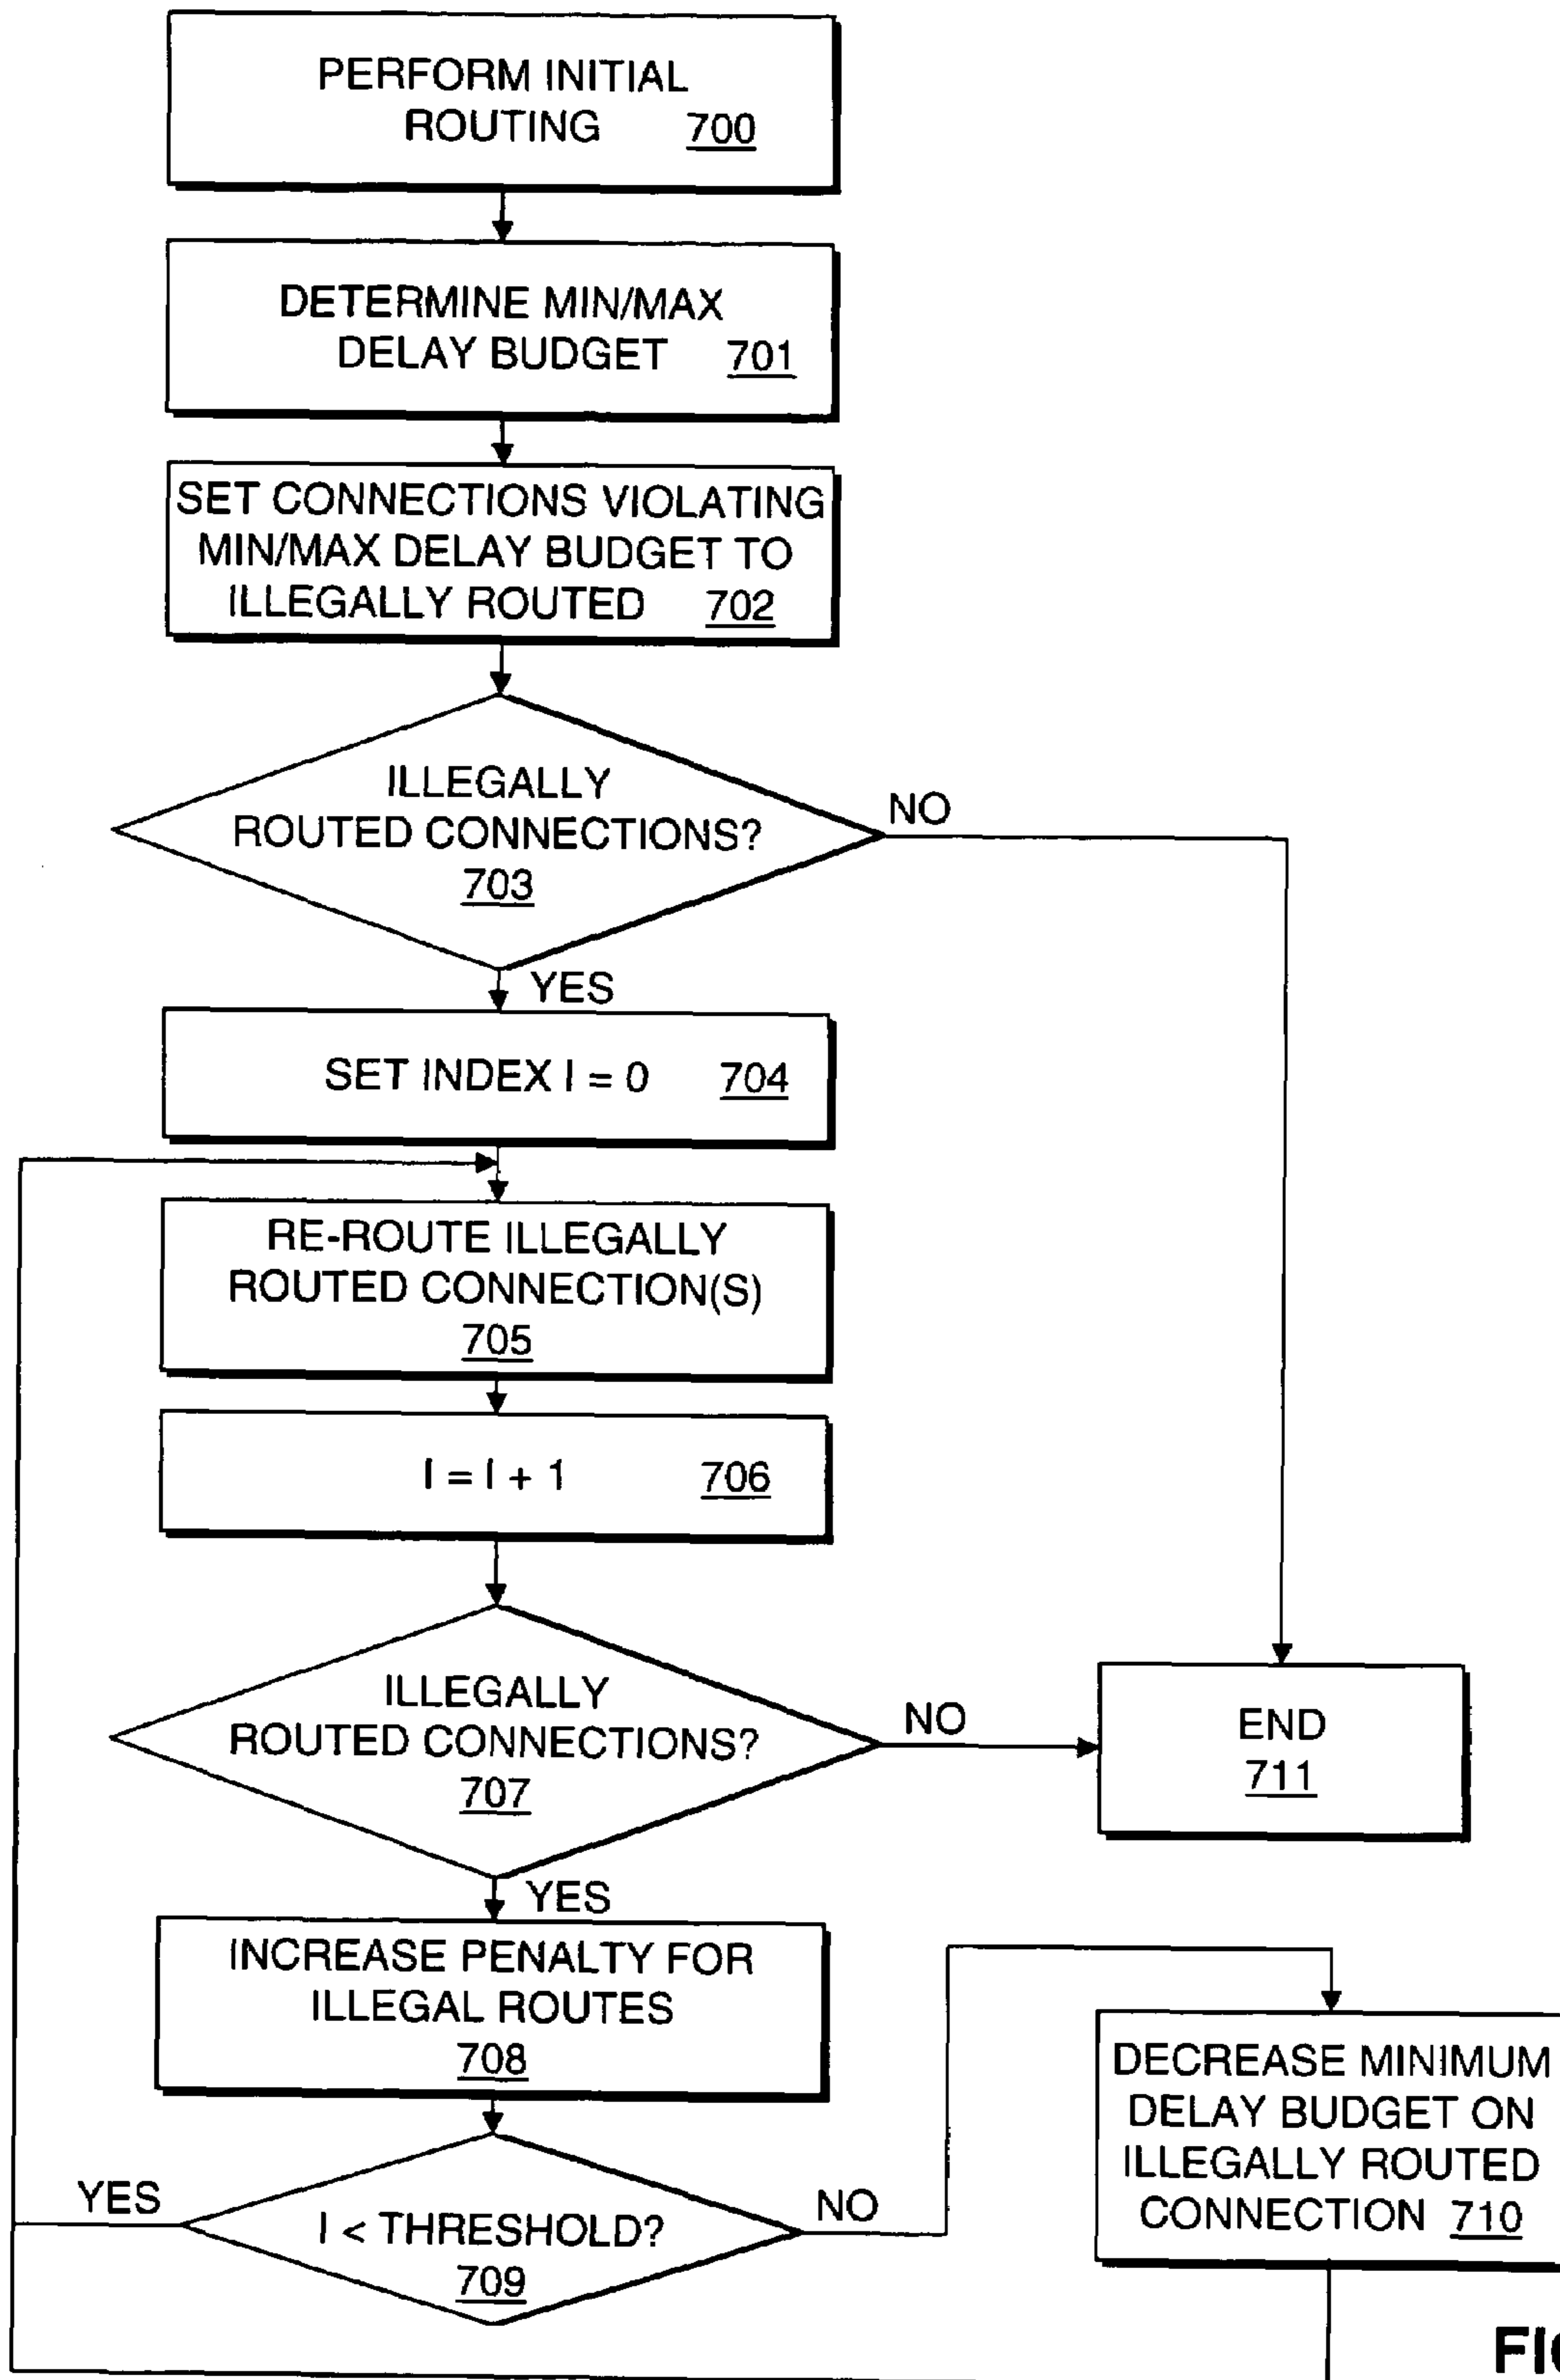 PERFORM INITIAL
ROUTING 700
DETERMINE MIN/MAX
DELAY BUDGET 701
SET CONNECTIONS VIOLATING
MIN/MAX DELAY BUDGET TO
ILLEGALLY ROUTED 702
ILLEGALLY
ROUTED CONNECTIONS?
703
NO
YES
SET INDEX I = 0 704
RE-ROUTE ILLEGALLY
ROUTED CONNECTION(S)
705
I = I + 1 706
ILLEGALLY
ROUTED CONNECTIONS?
707
NO
END
711
YES
INCREASE PENALTY FOR
ILLEGAL ROUTES
708
YES
I < THRESHOLD?
709
NO
DECREASE MINIMUM
DELAY BUDGET ON
ILLEGALLY ROUTED
CONNECTION 710